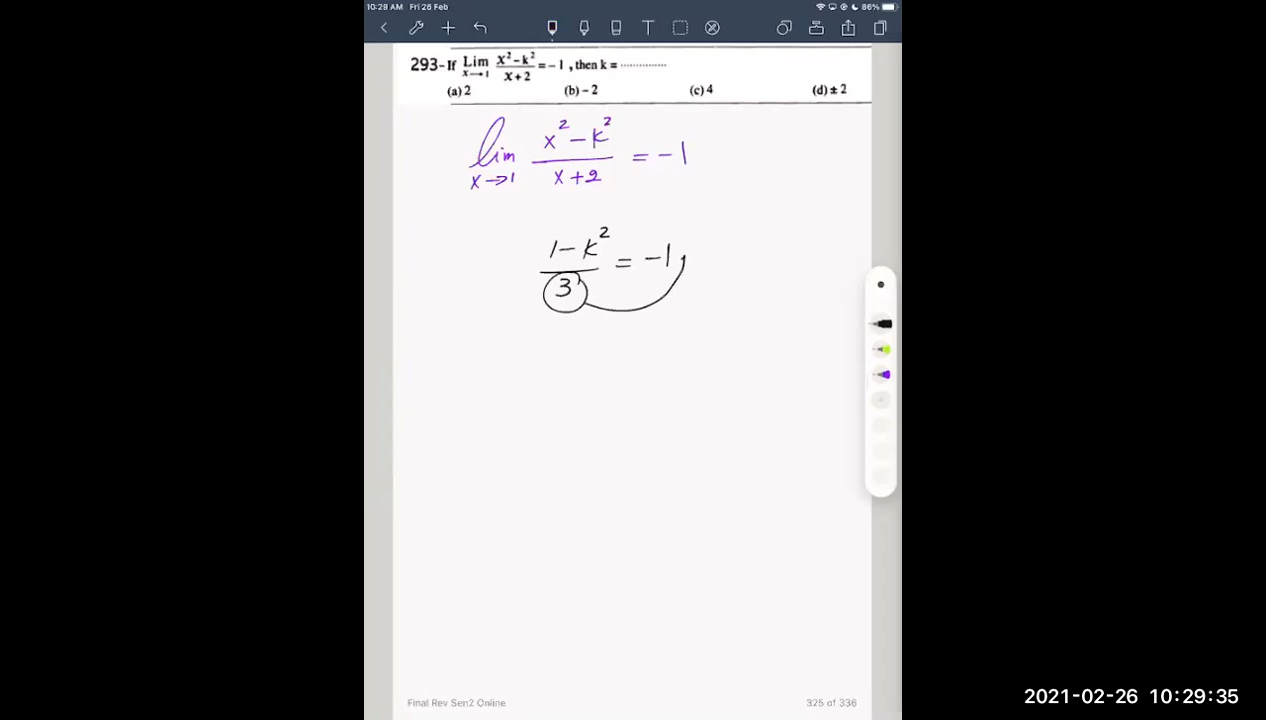 10:29 AM Fri 26 Feb 86%
293- If Lim x→1 (x² – k²)/(x + 2) = – 1 , then k = ...............
(a) 2 (b) – 2 (c) 4 (d) ± 2
lim x→1 (x² – k²)/(x + 2) = – 1
(1 – k²)/3 = – 1
Final Rev Sen2 Online 325 of 336
2021-02-26 10:29:35